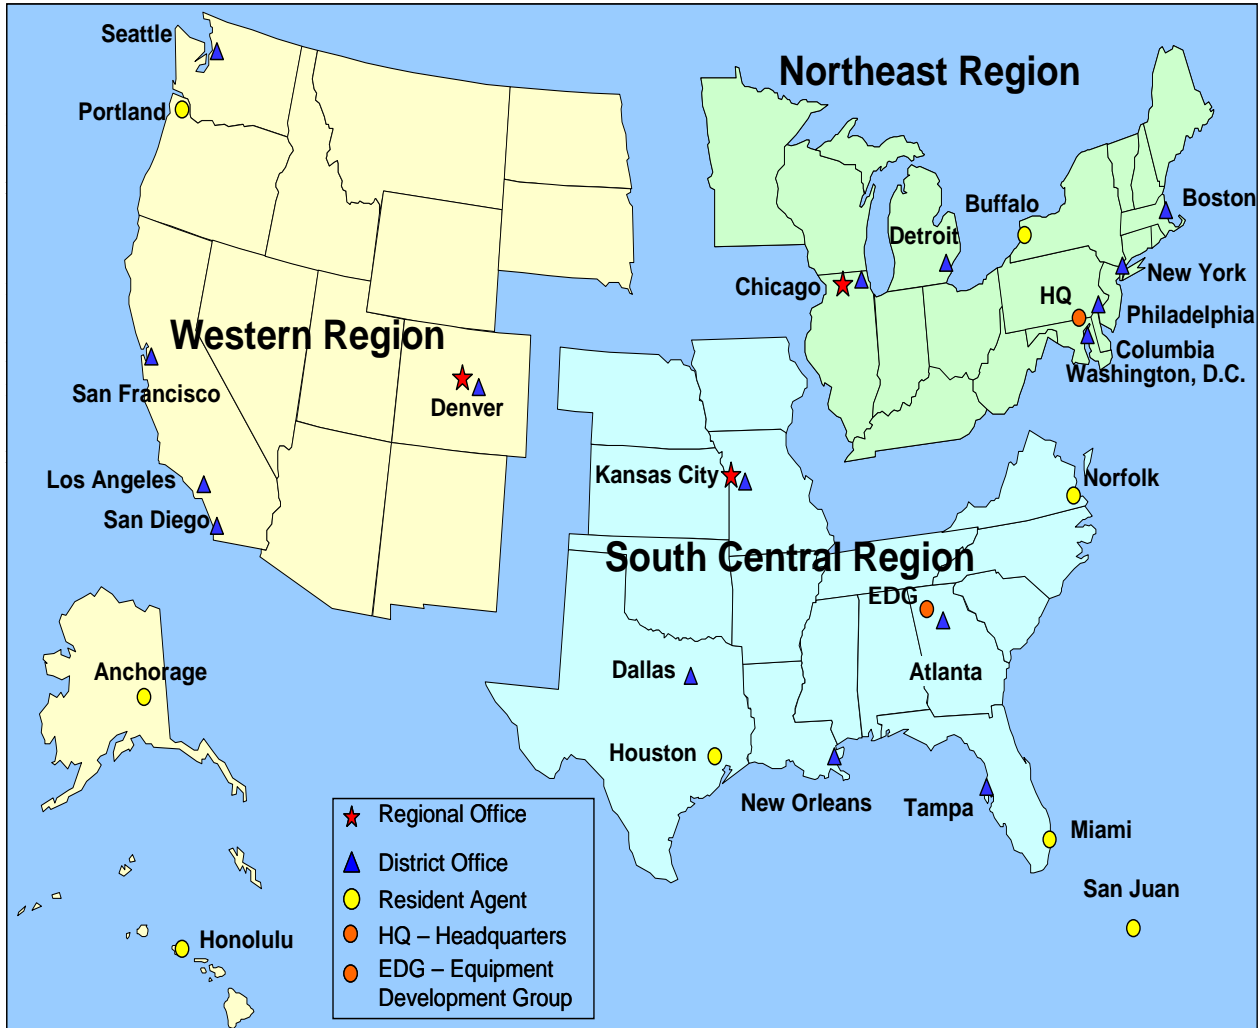 Seattle
Northeast Region
Portland
Buffalo
Boston
Detroit
New York
Chicago
HQ
Philadelphia
Western Region
Columbia
Washington, D.C.
San Francisco
Denver
Kansas City
Norfolk
Los Angeles
San Diego
South Central Region
EDG
Anchorage
Dallas
Atlanta
Houston
New Orleans
Tampa
Miami
San Juan
Honolulu
Regional Office
District Office
Resident Agent
HQ – Headquarters
EDG – Equipment
Development Group